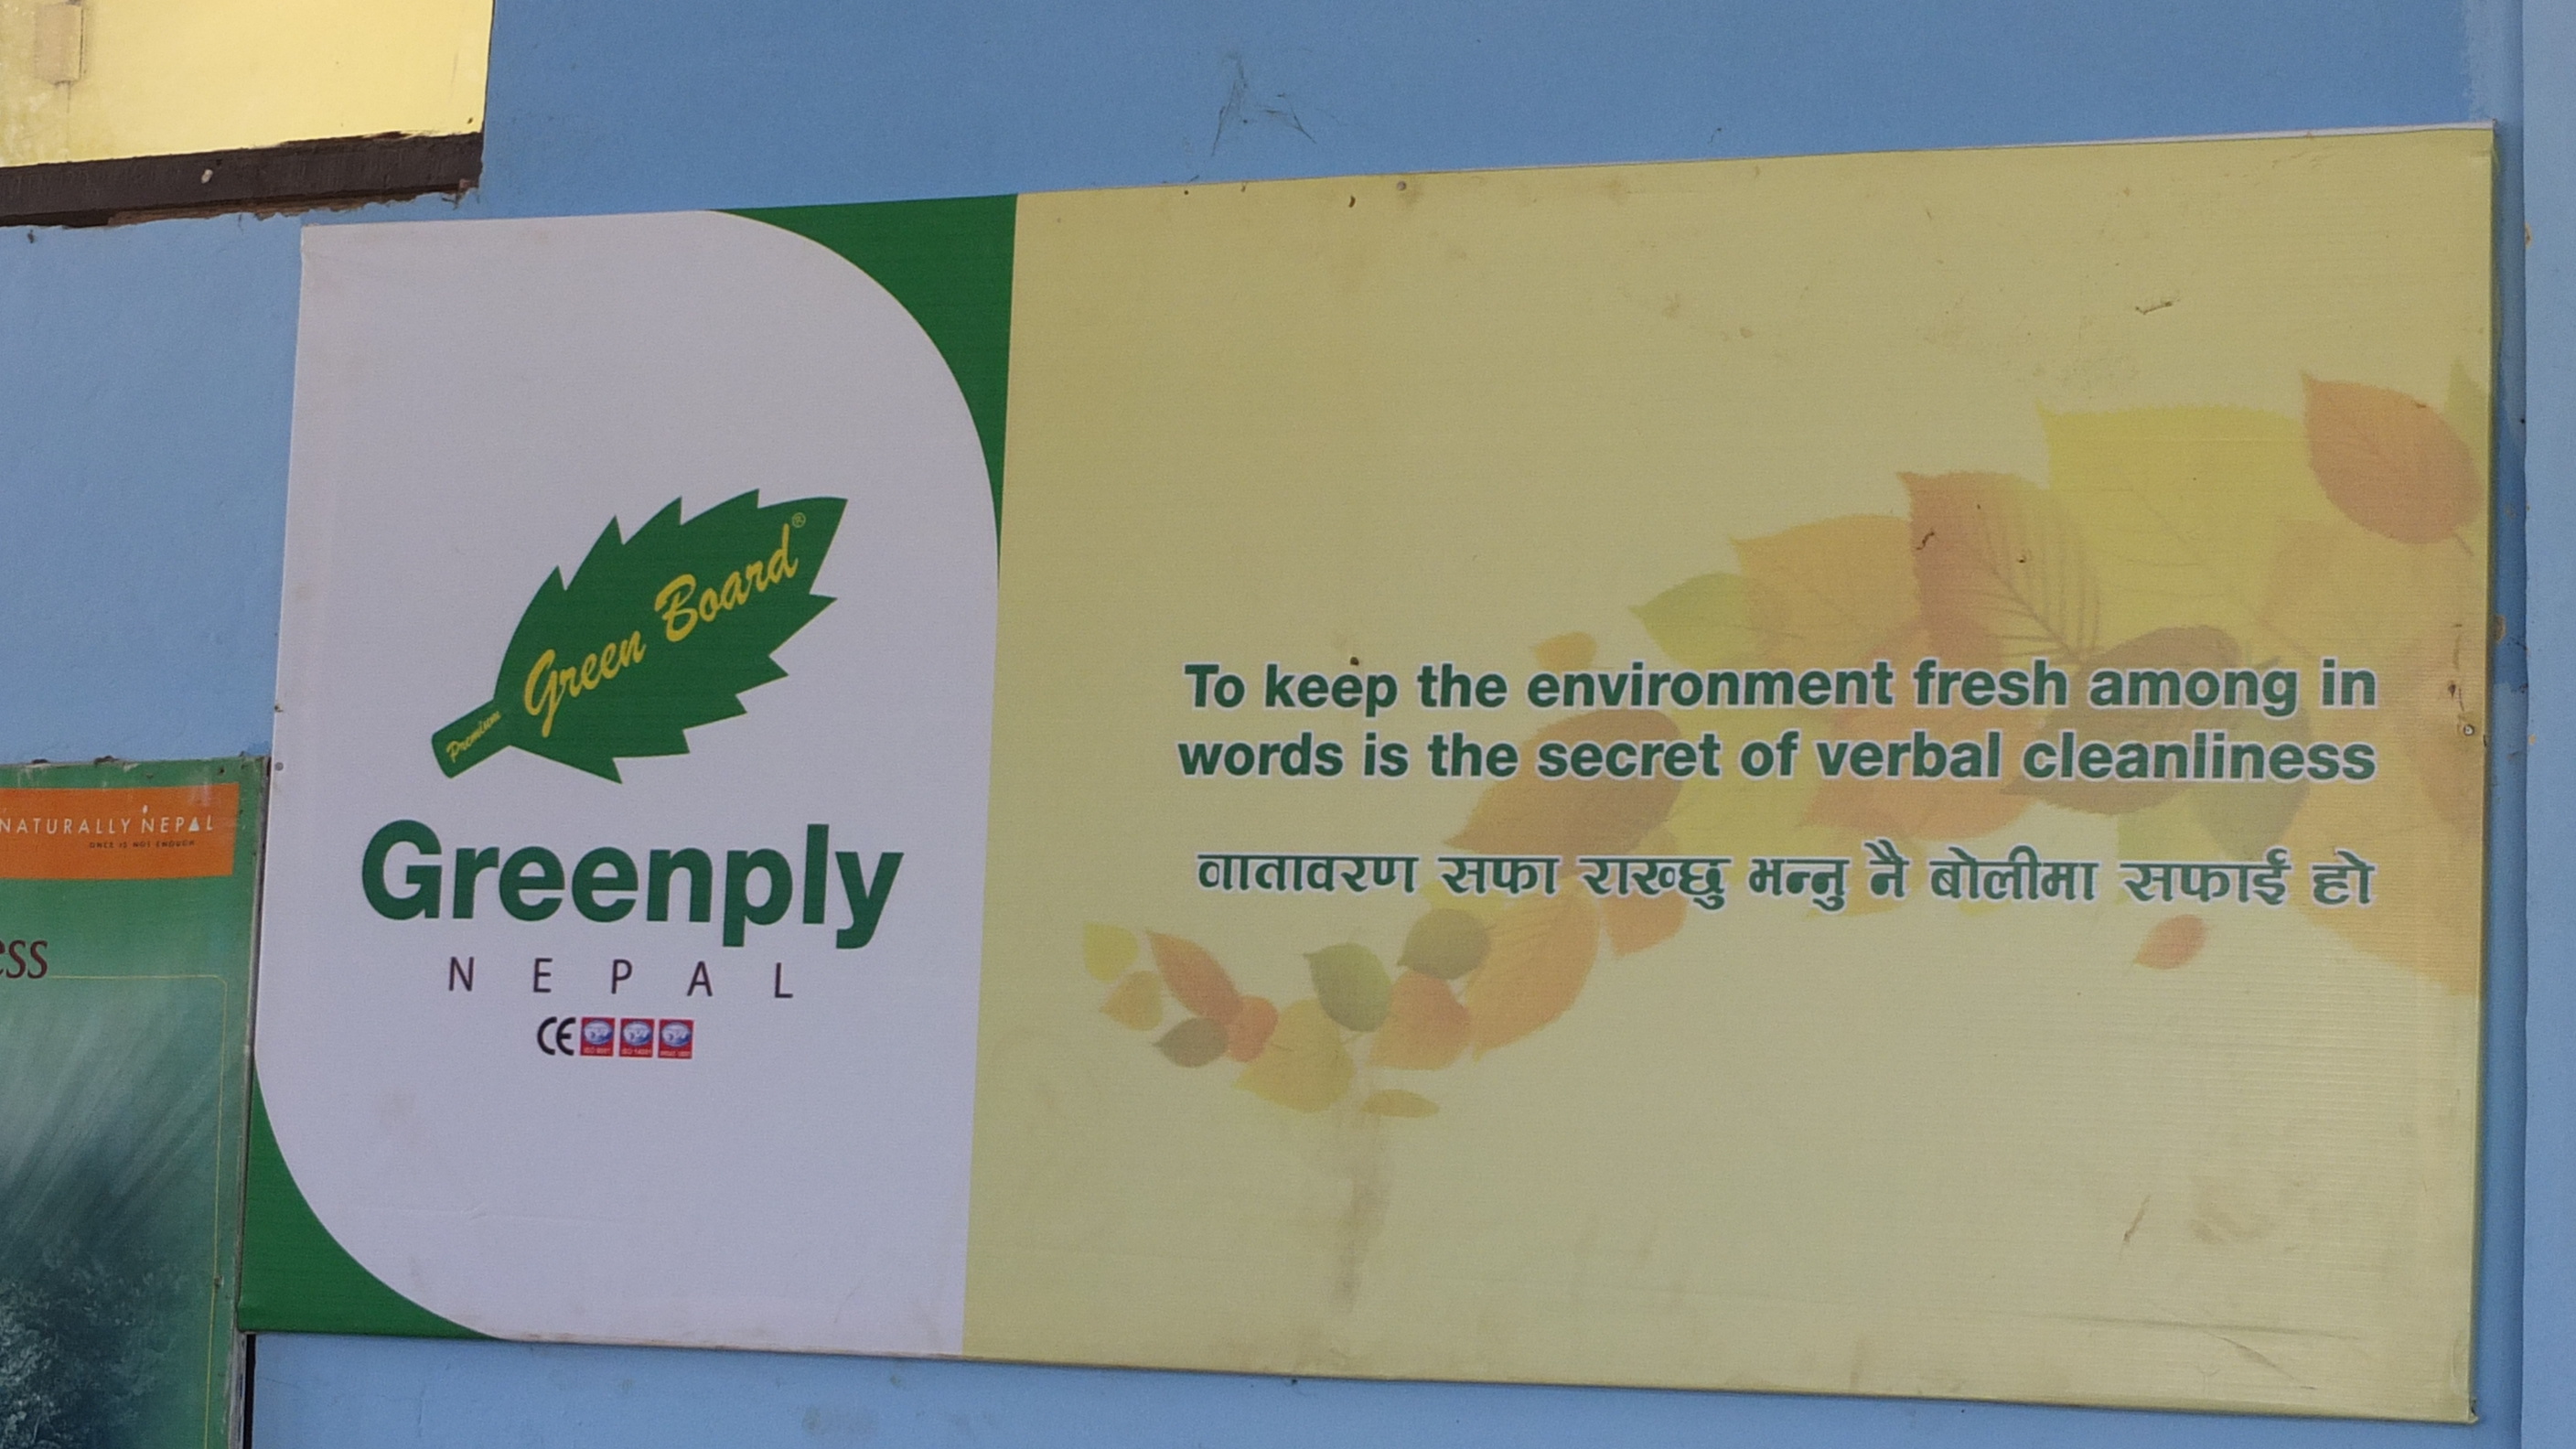 Premium
Green Board®
Greenply
NEPAL
CE
To keep the environment fresh among in
words is the secret of verbal cleanliness
वातावरण सफा राख्छु भन्नु नै बोलीमा सफाई हो
NATURALLY NEPAL
ONCE IS NOT ENOUGH
ess